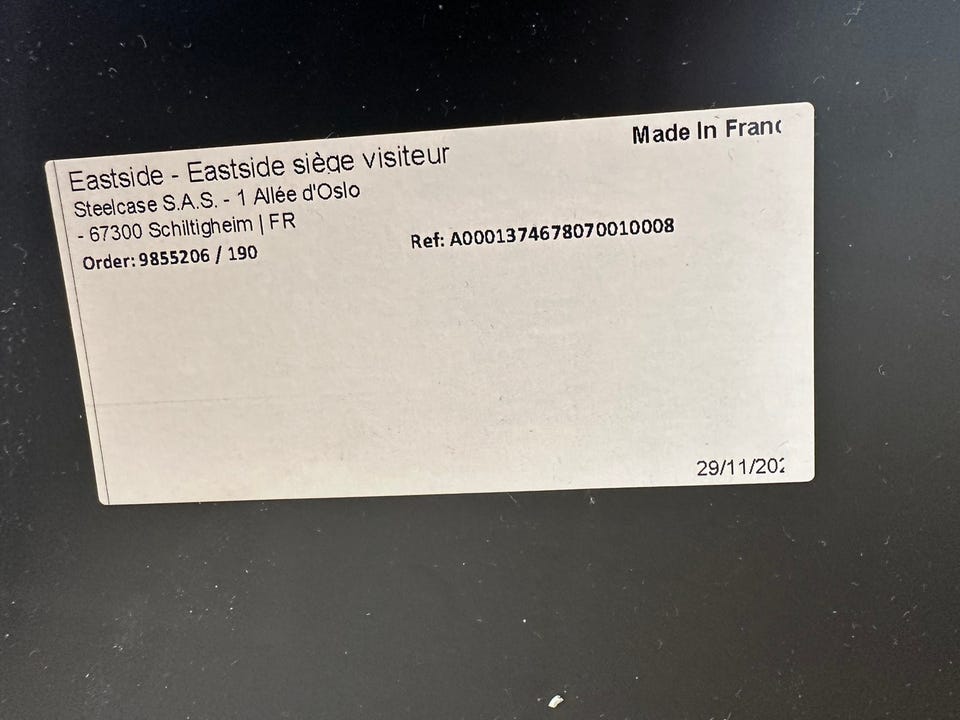 Made In Franc
Eastside - Eastside siège visiteur
Steelcase S.A.S. - 1 Allée d'Oslo
- 67300 Schiltigheim | FR
Order: 9855206 / 190
Ref: A0001374678070010008
29/11/202